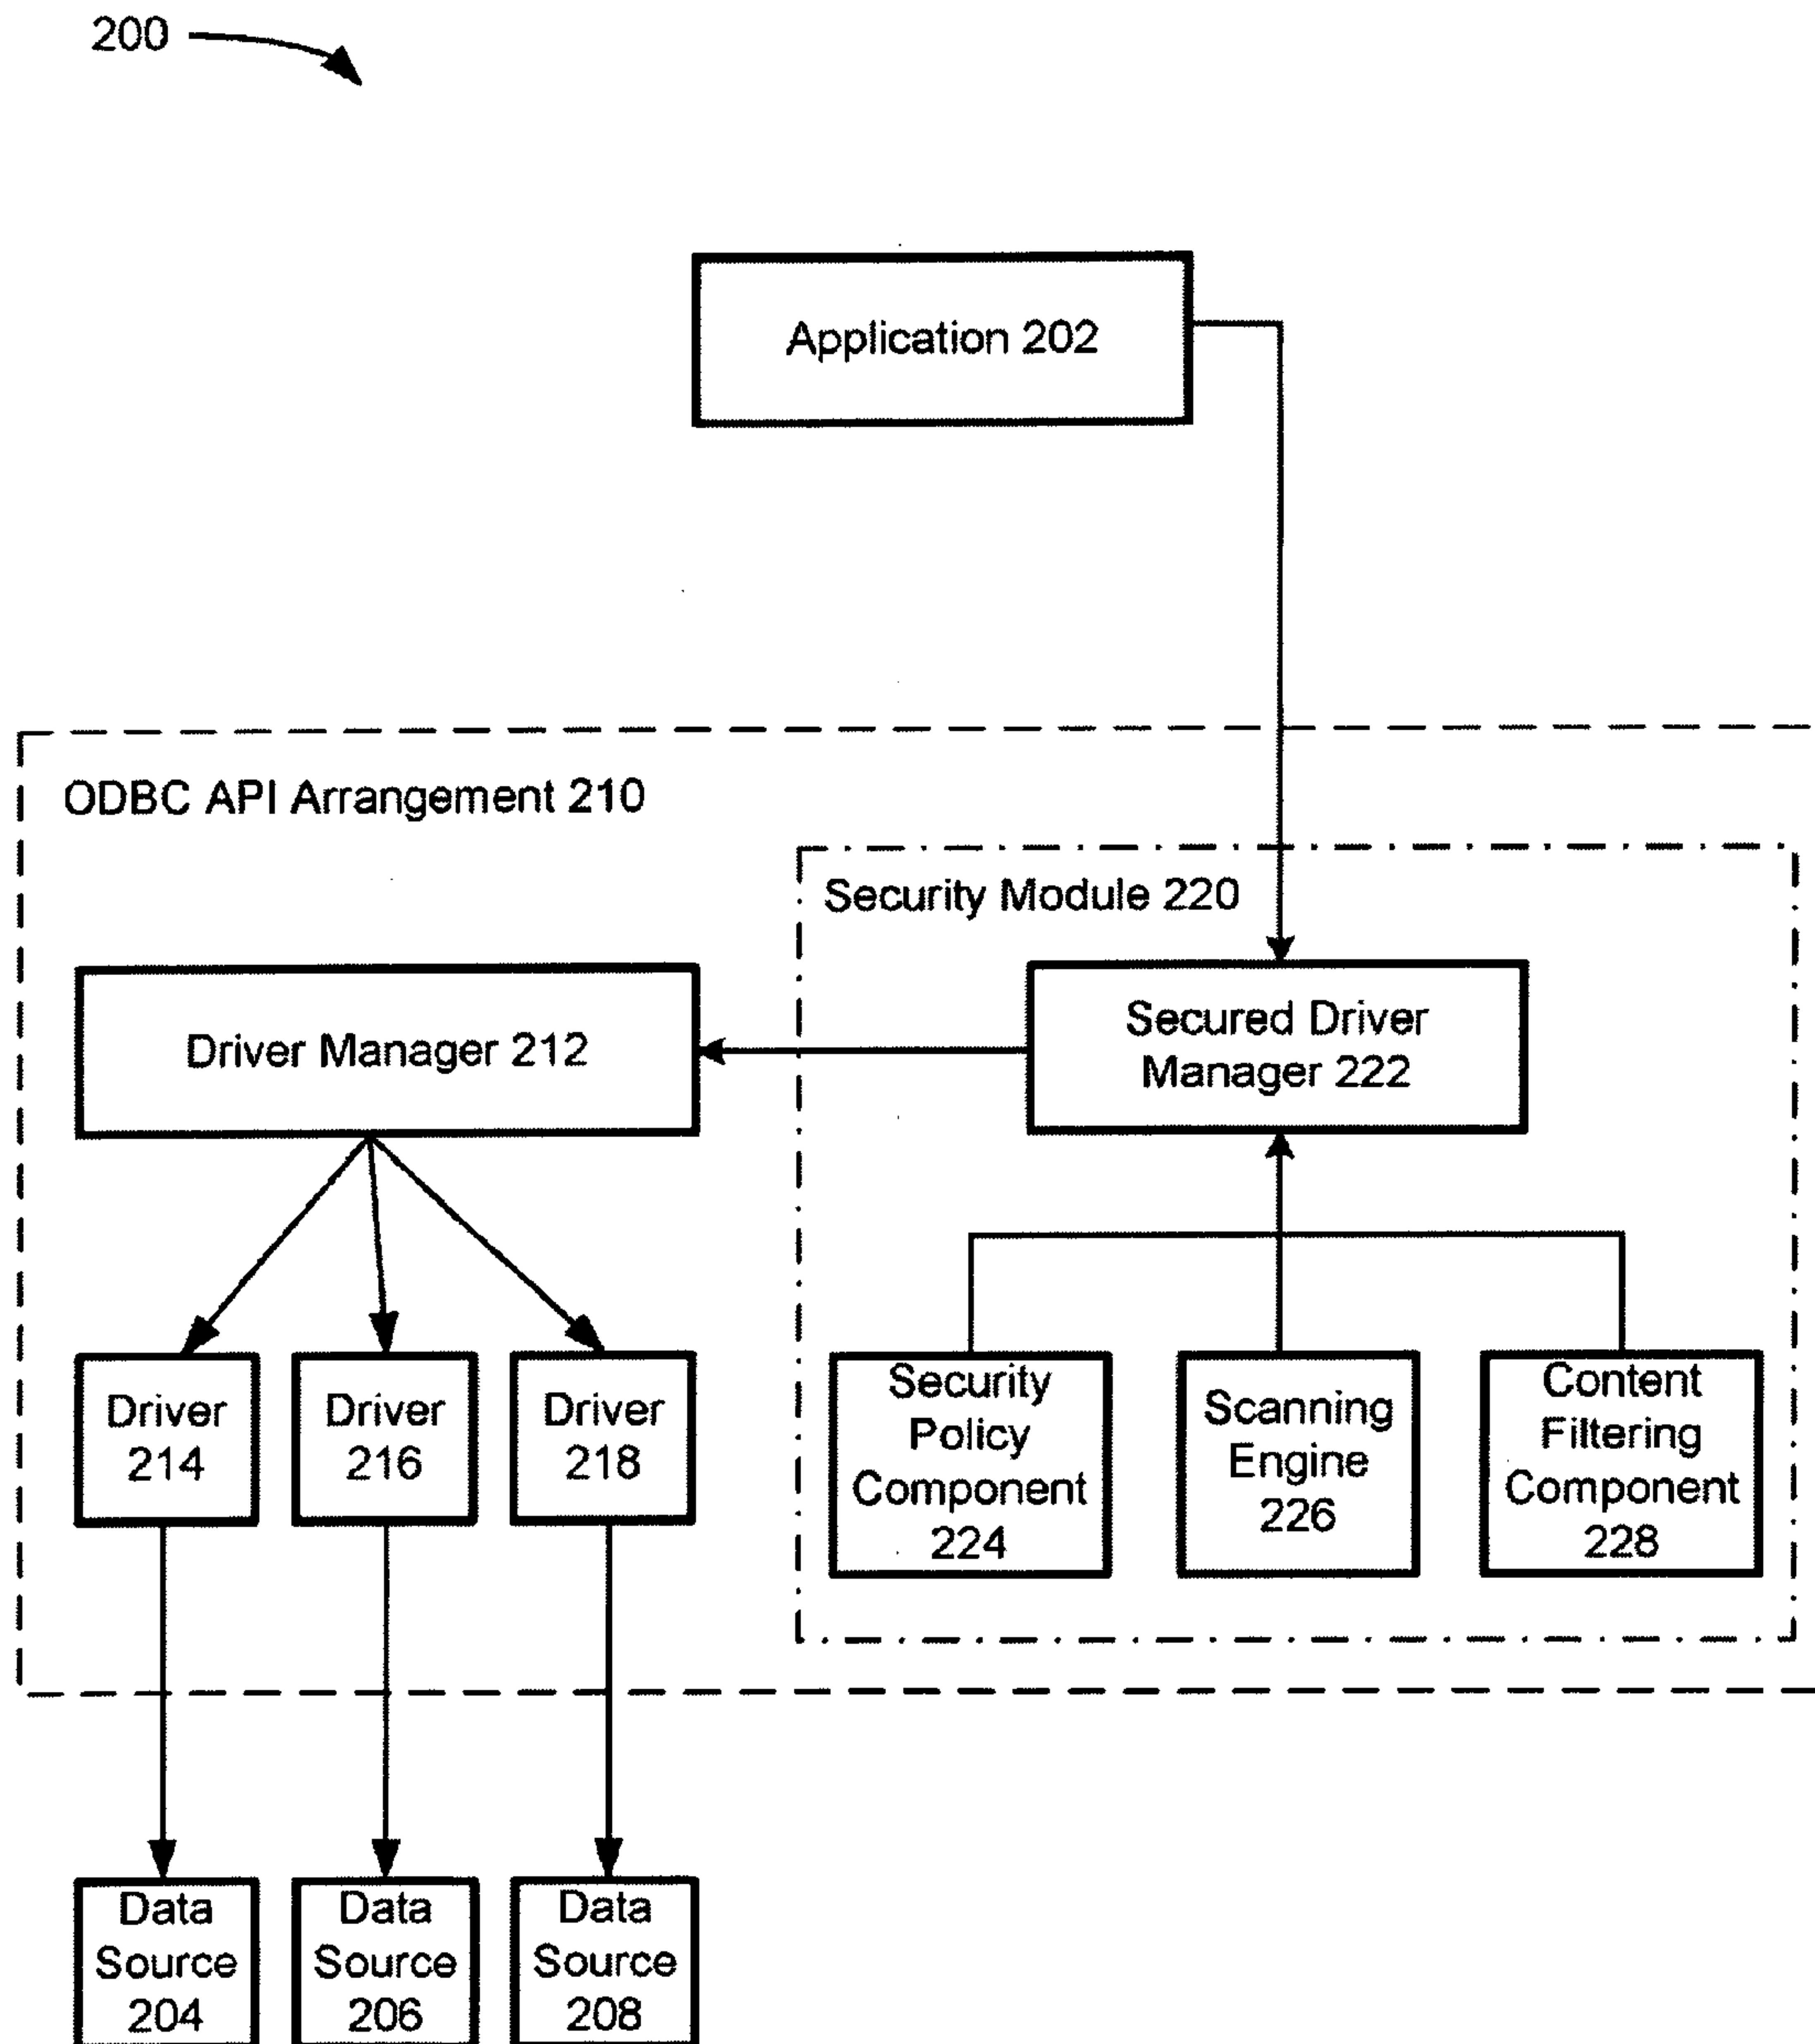 200
Application 202
ODBC API Arrangement 210
Security Module 220
Driver Manager 212
Secured Driver
Manager 222
Driver
214
Driver
216
Driver
218
Security
Policy
Component
224
Scanning
Engine
226
Content
Filtering
Component
228
Data
Source
204
Data
Source
206
Data
Source
208